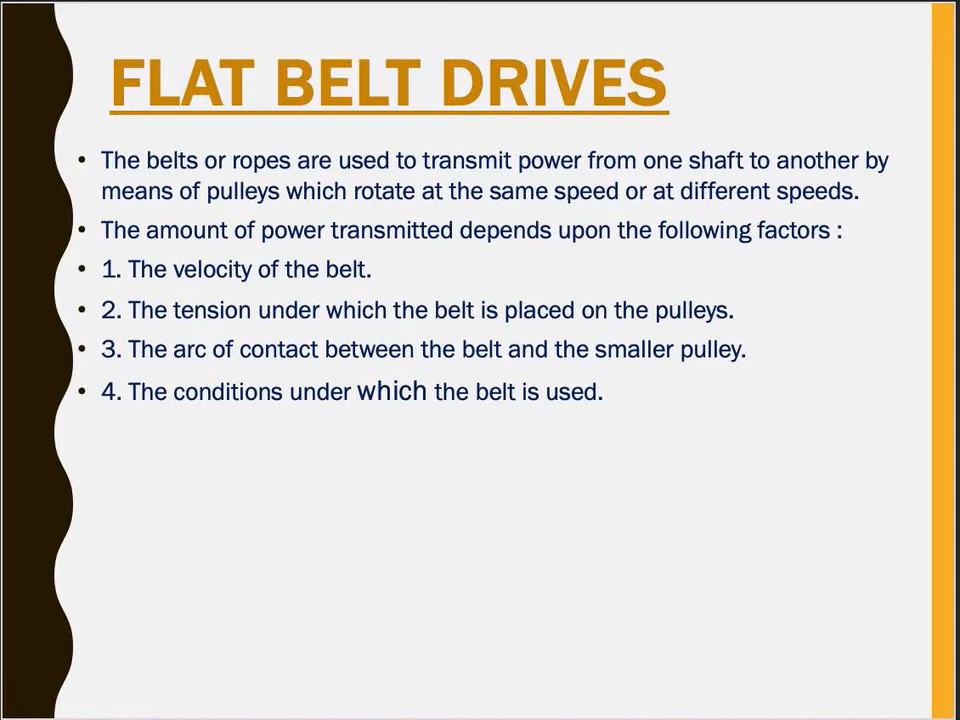 FLAT BELT DRIVES
• The belts or ropes are used to transmit power from one shaft to another by
means of pulleys which rotate at the same speed or at different speeds.
• The amount of power transmitted depends upon the following factors :
• 1. The velocity of the belt.
• 2. The tension under which the belt is placed on the pulleys.
• 3. The arc of contact between the belt and the smaller pulley.
• 4. The conditions under which the belt is used.